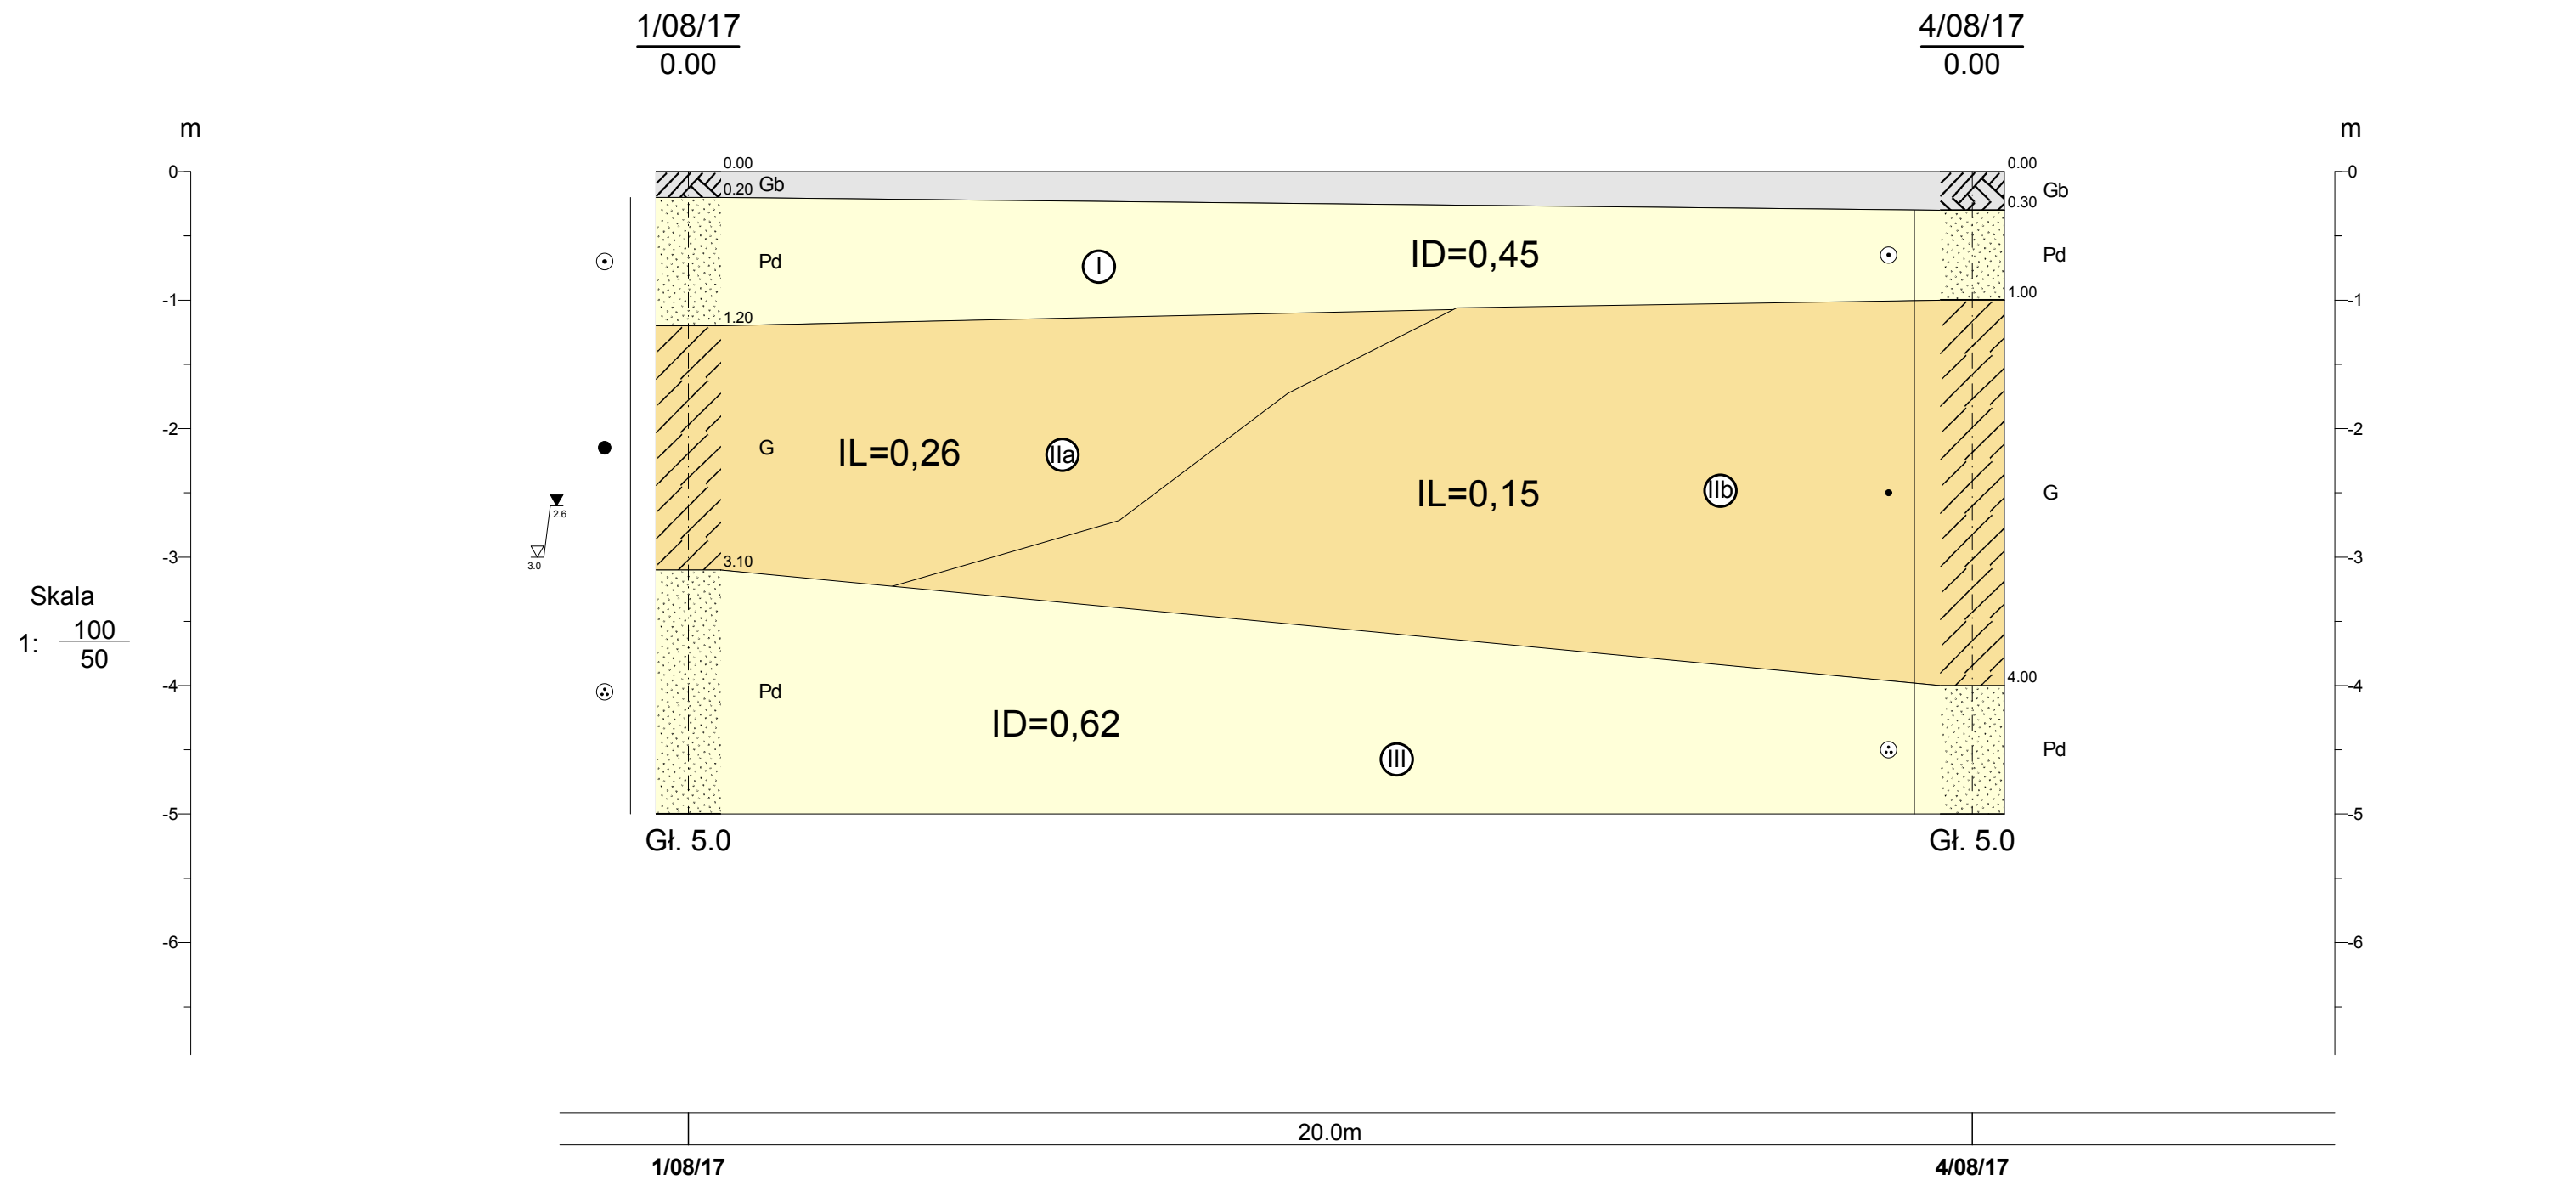 1/08/17
0.00
4/08/17
0.00
m
m
0
-1
-2
-3
-4
-5
-6
0
-1
-2
-3
-4
-5
-6
Skala
1: 100
50
0.00
0.20 Gb
Pd
1.20
G
3.10
Pd
I
ID=0,45
IL=0,26
IIa
IL=0,15
IIb
ID=0,62
III
2.6
3.0
0.00
Gb
0.30
Pd
1.00
G
4.00
Pd
Gł. 5.0
Gł. 5.0
20.0m
1/08/17
4/08/17